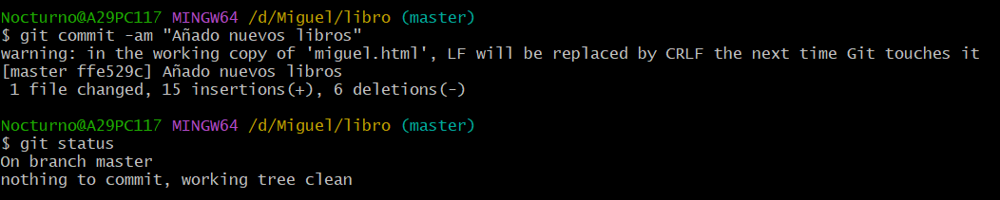 Nocturno@A29PC117 MINGW64 /d/Miguel/libro (master)
$ git commit -am "Añado nuevos libros"
warning: in the working copy of 'miguel.html', LF will be replaced by CRLF the next time Git touches it
[master ffe529c] Añado nuevos libros
 1 file changed, 15 insertions(+), 6 deletions(-)
Nocturno@A29PC117 MINGW64 /d/Miguel/libro (master)
$ git status
On branch master
nothing to commit, working tree clean